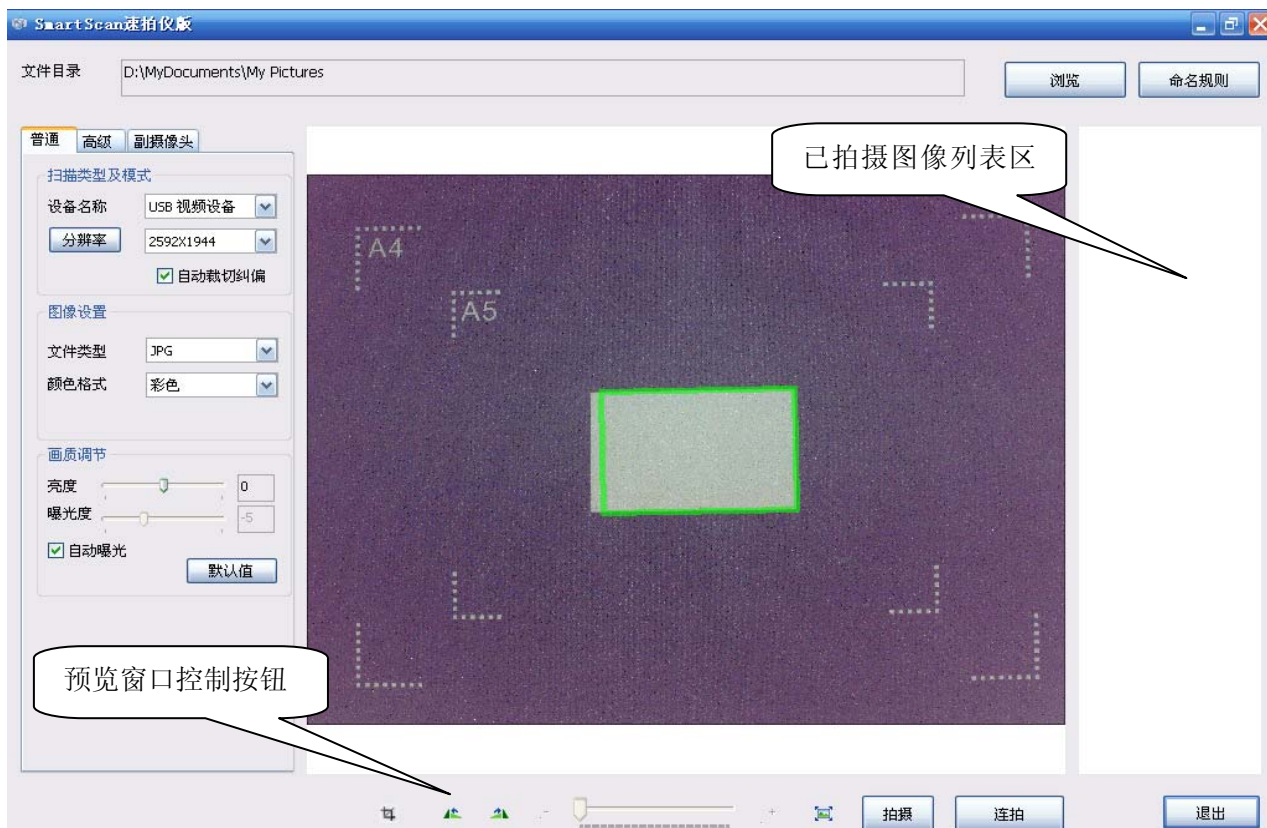 SmartScan速拍仪版
文件目录 D:\MyDocuments\My Pictures 浏览 命名规则
普通 高级 副摄像头
已拍摄图像列表区
扫描类型及模式
设备名称 USB 视频设备
分辨率 2592X1944
自动裁切纠偏
A4
A5
图像设置
文件类型 JPG
颜色格式 彩色
画质调节
亮度 0
曝光度 -5
自动曝光
默认值
预览窗口控制按钮
- +
拍摄 连拍 退出